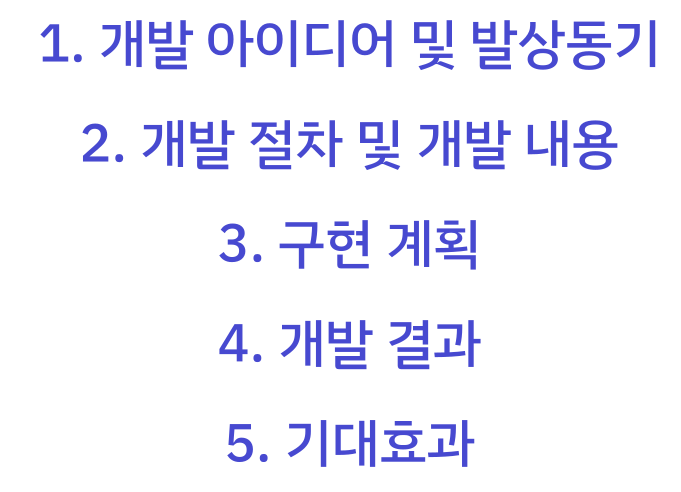 1. 개발 아이디어 및 발상동기
2. 개발 절차 및 개발 내용
3. 구현 계획
4. 개발 결과
5. 기대효과